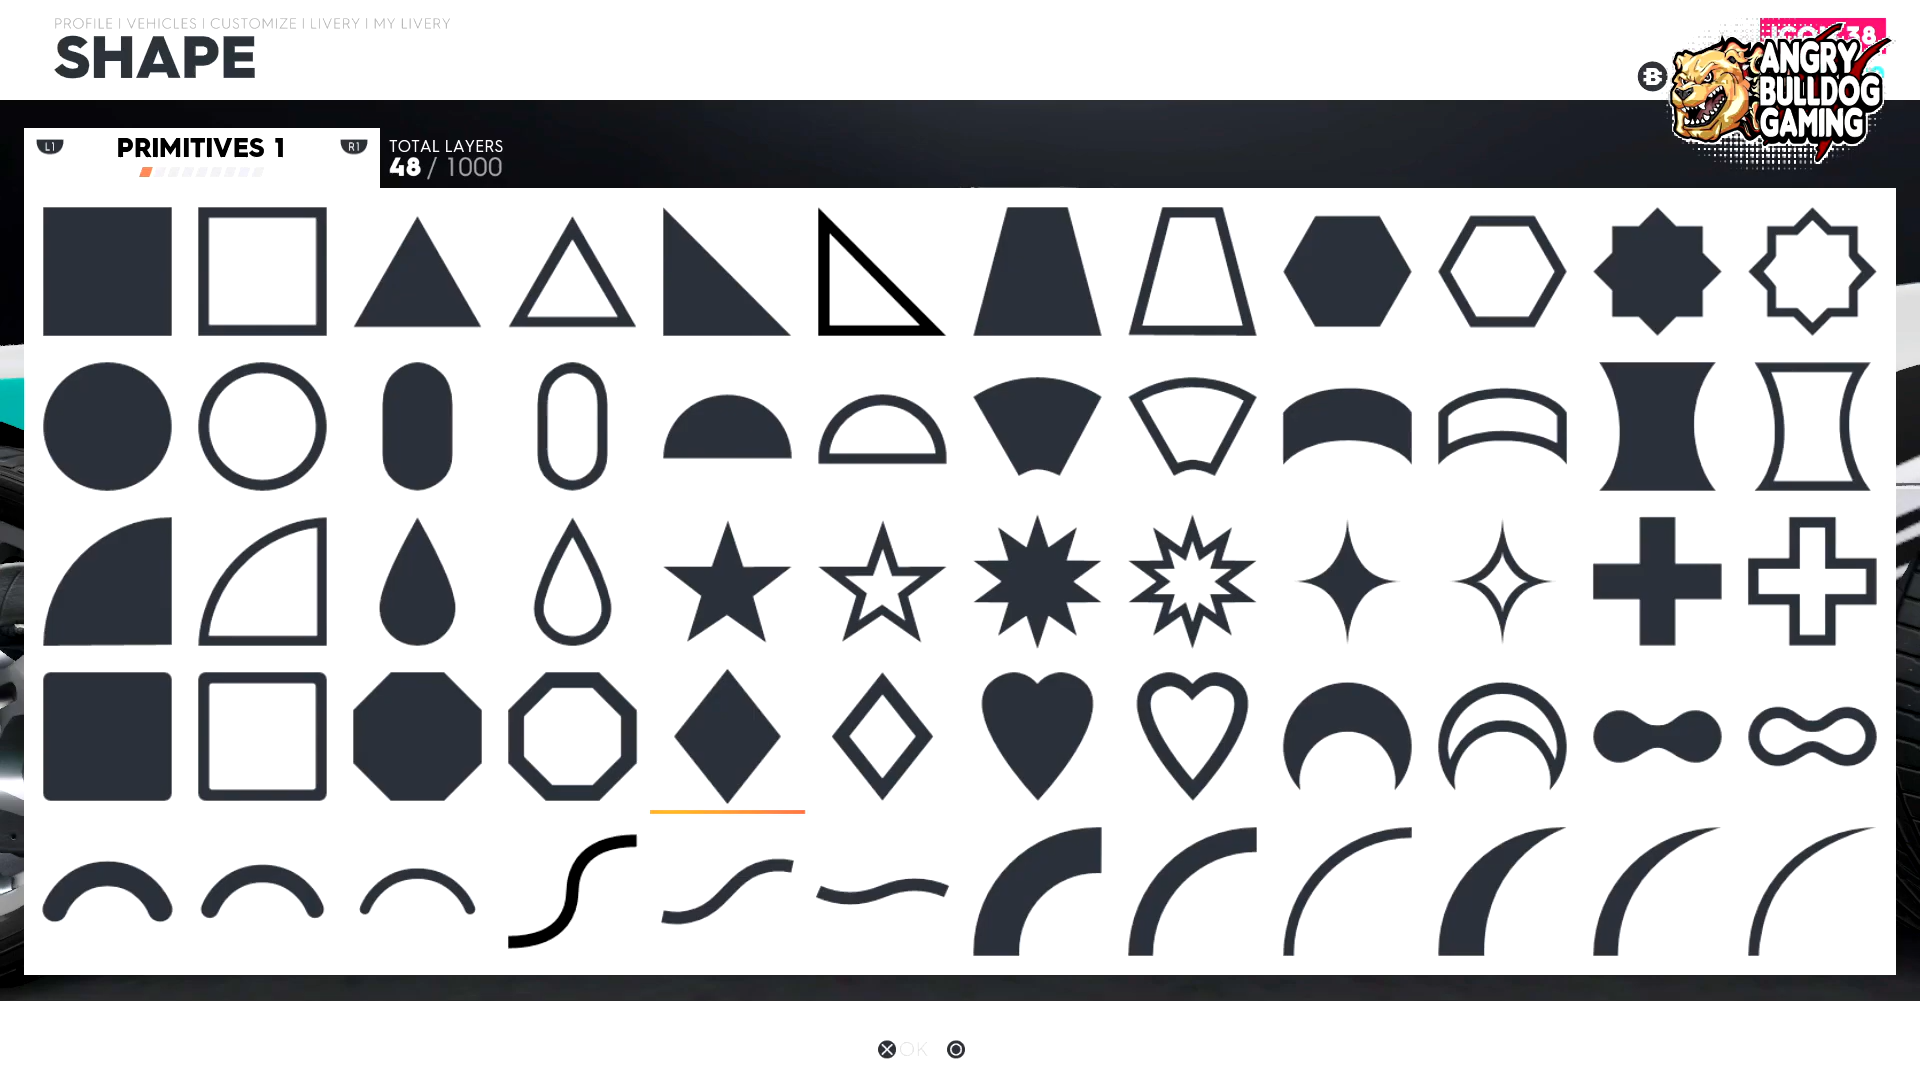 PROFILE | VEHICLES | CUSTOMIZE | LIVERY | MY LIVERY
SHAPE
ANGRY
BULLDOG
GAMING
L1
PRIMITIVES 1
R1
TOTAL LAYERS
48 / 1000
OK